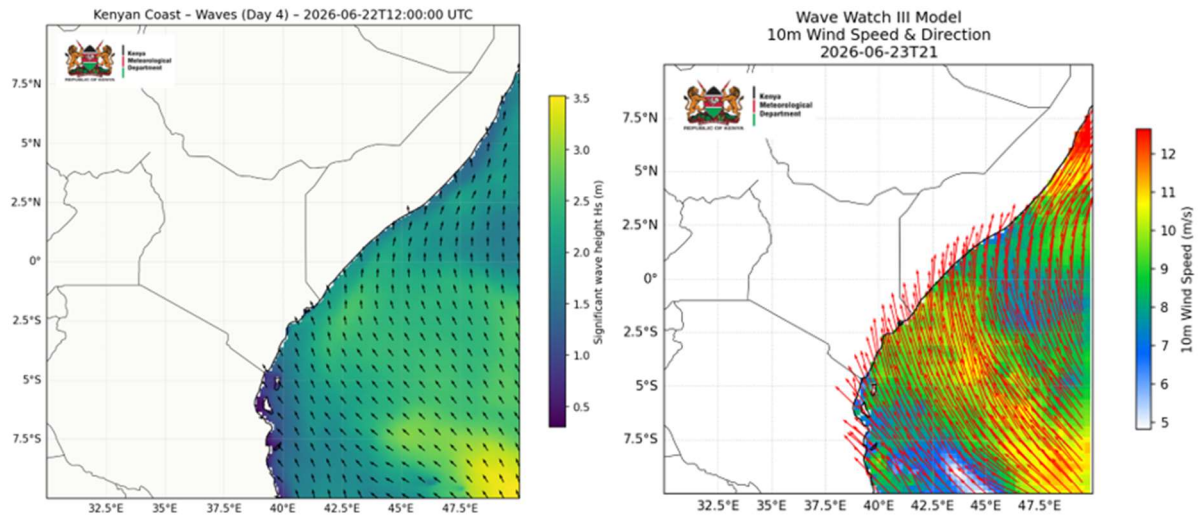 Kenyan Coast – Waves (Day 4) – 2026-06-22T12:00:00 UTC
REPUBLIC OF KENYA
Kenya
Meteorological
Department
7.5°N
5°N
2.5°N
0°
2.5°S
5°S
7.5°S
32.5°E
35°E
37.5°E
40°E
42.5°E
45°E
47.5°E
3.5
3.0
2.5
2.0
1.5
1.0
0.5
Significant wave height Hs (m)
Wave Watch III Model
10m Wind Speed & Direction
2026-06-23T21
REPUBLIC OF KENYA
Kenya
Meteorological
Department
7.5°N
5°N
2.5°N
0°
2.5°S
5°S
7.5°S
32.5°E
35°E
37.5°E
40°E
42.5°E
45°E
47.5°E
12
11
10
9
8
7
6
5
10m Wind Speed (m/s)